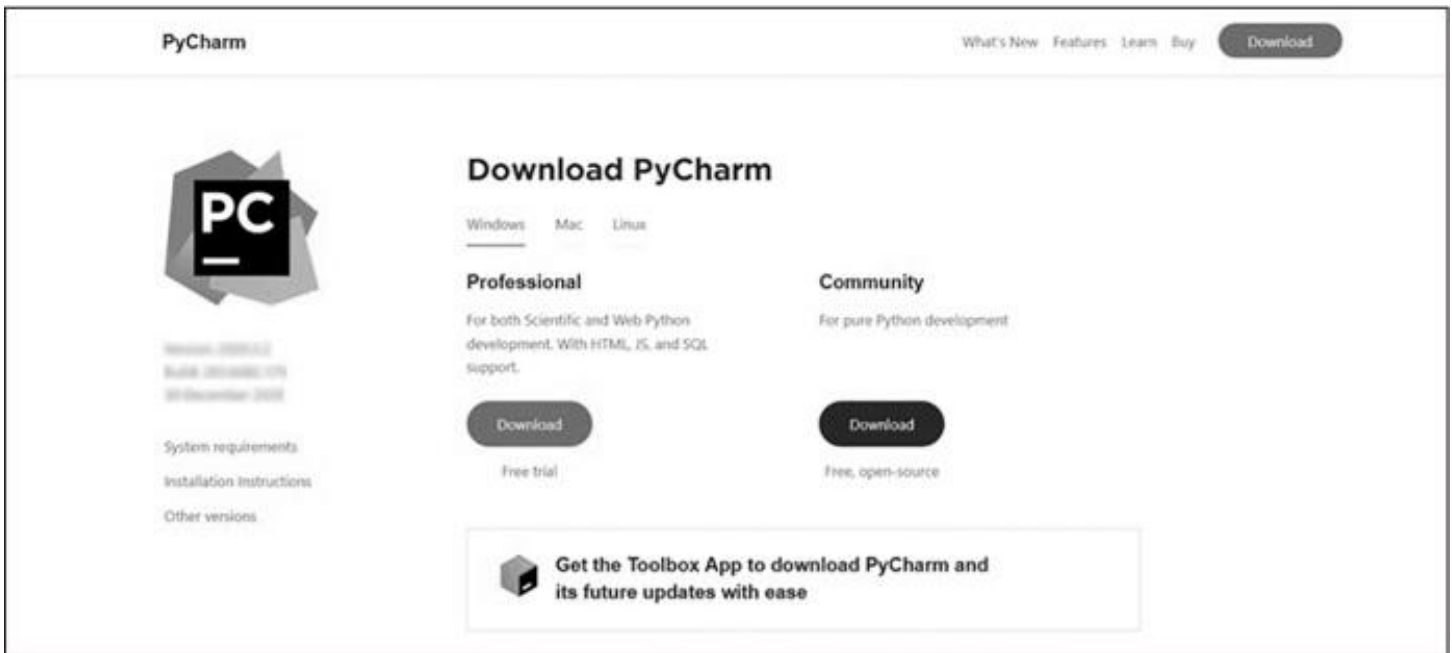 PyCharm
What's New Features Learn Buy Download
PC
Download PyCharm
Windows Mac Linux
Professional
For both Scientific and Web Python
development. With HTML, JS, and SQL
support.
Download
Free trial
Community
For pure Python development
Download
Free, open-source
System requirements
Installation Instructions
Other versions
Get the Toolbox App to download PyCharm and
its future updates with ease